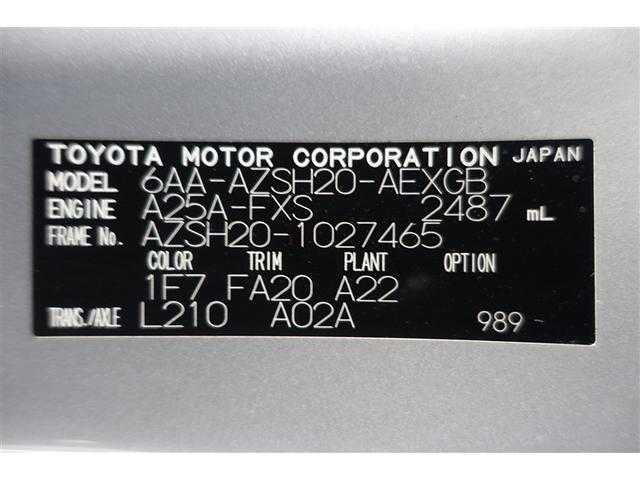 TOYOTA MOTOR CORPORATION JAPAN
MODEL 6AA-AZSH20-AEXGB
ENGINE A25A-FXS 2487 mL
FRAME No. AZSH20-1027465
COLOR TRIM PLANT OPTION
1F7 FA20 A22
TRANS./AXLE L210 A02A 989